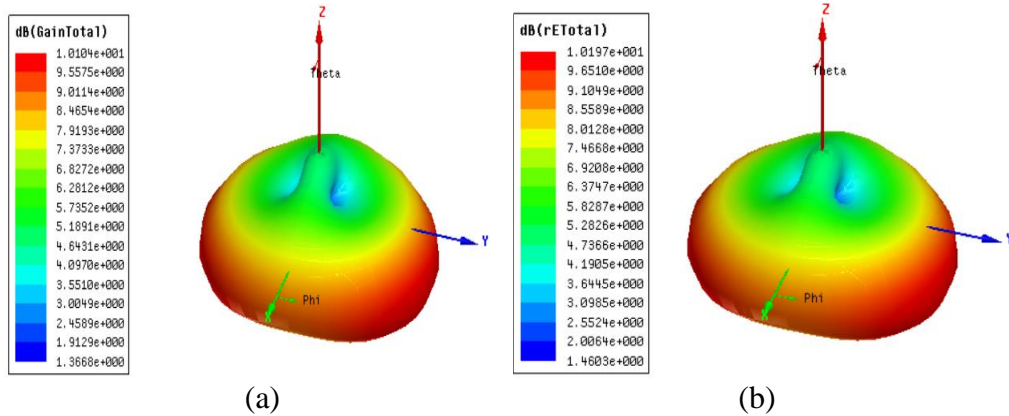 dB(GainTotal)
1.0104e+001
9.5575e+000
9.0114e+000
8.4654e+000
7.9193e+000
7.3733e+000
6.8272e+000
6.2812e+000
5.7352e+000
5.1891e+000
4.6431e+000
4.0970e+000
3.5510e+000
3.0049e+000
2.4589e+000
1.9129e+000
1.3668e+000
Z
Theta
Y
Phi
X
(a)
dB(rETotal)
1.0197e+001
9.6510e+000
9.1049e+000
8.5589e+000
8.0128e+000
7.4668e+000
6.9208e+000
6.3747e+000
5.8287e+000
5.2826e+000
4.7366e+000
4.1905e+000
3.6445e+000
3.0985e+000
2.5524e+000
2.0064e+000
1.4603e+000
Z
Theta
Y
Phi
X
(b)